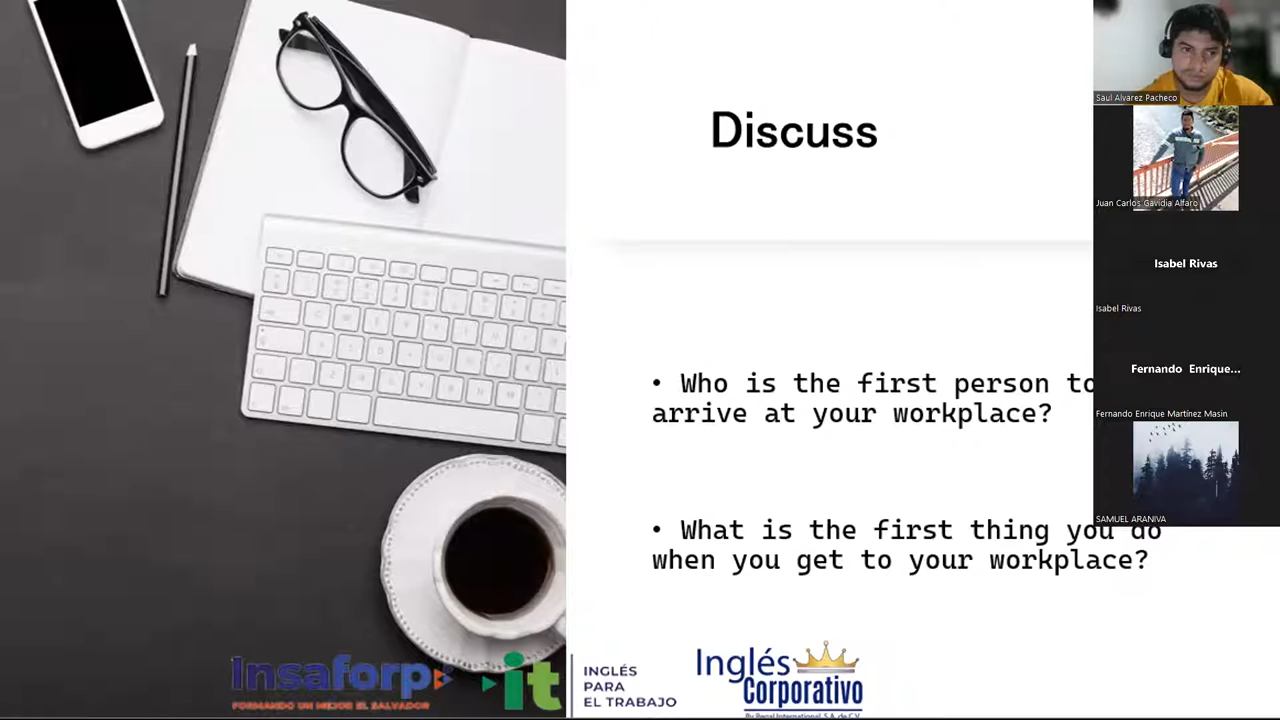 Discuss
• Who is the first person to
arrive at your workplace?
• What is the first thing you do
when you get to your workplace?
Saul Alvarez Pacheco
Juan Carlos Gavidia Alfaro
Isabel Rivas
Isabel Rivas
Fernando Enrique...
Fernando Enrique Martínez Masin
SAMUEL ARANIVA
Insaforp
FORMANDO UN MEJOR EL SALVADOR
it
INGLÉS
PARA
EL TRABAJO
Inglés
Corporativo